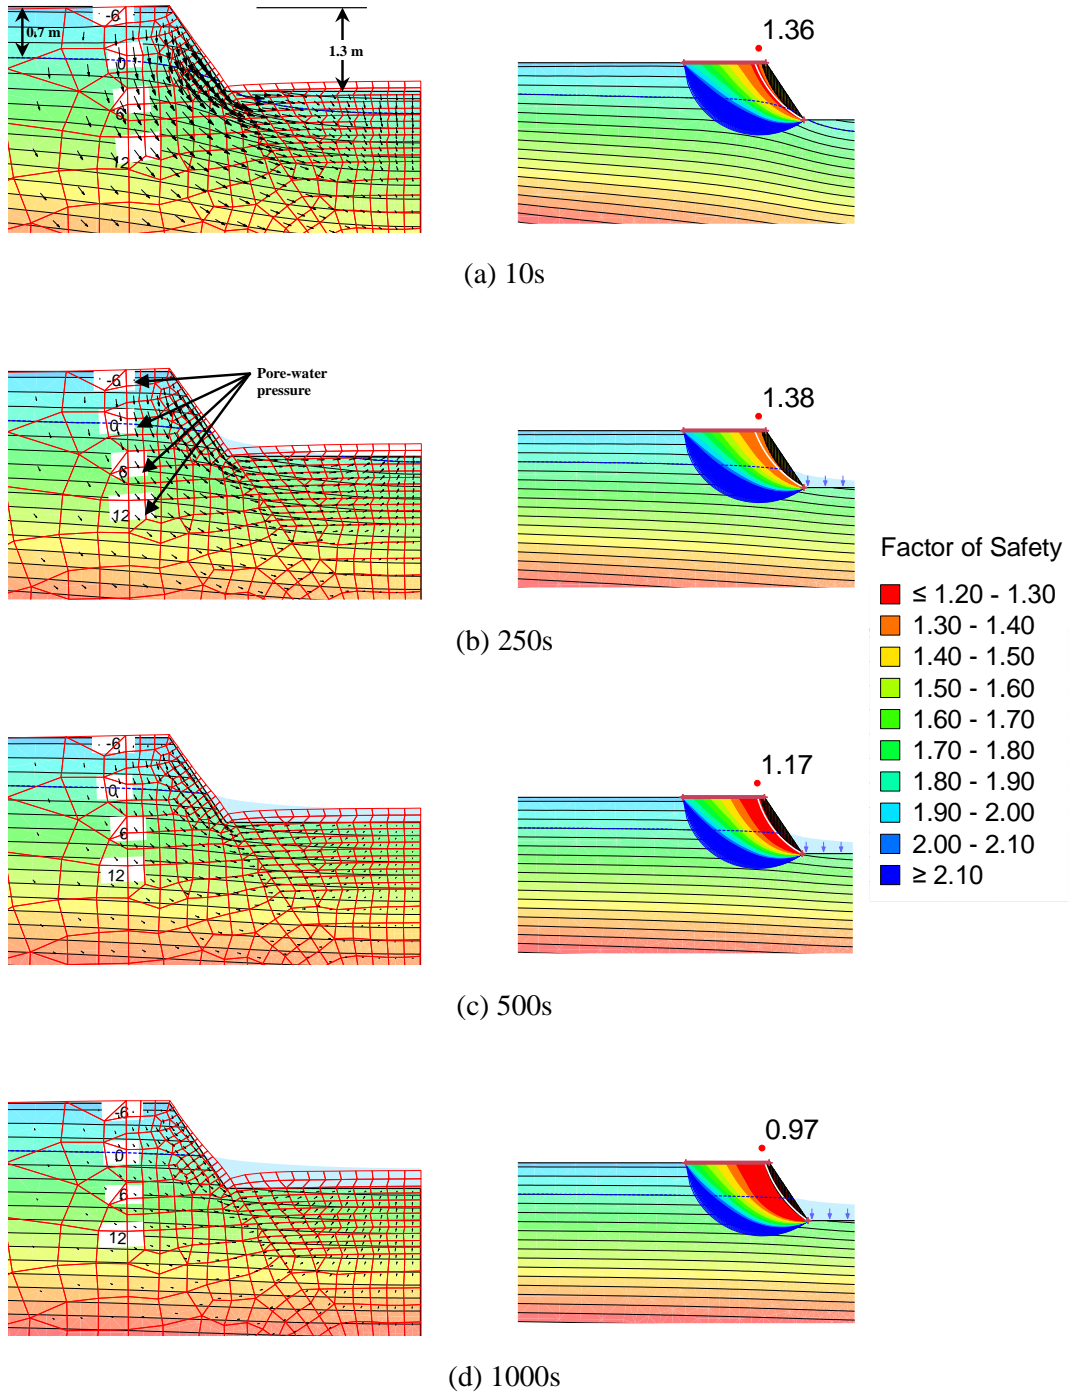 -6
0.7 m
0
1.3 m
6
12
1.36
(a) 10s
-6
Pore-water
pressure
0
6
12
1.38
(b) 250s
Factor of Safety
≤ 1.20 - 1.30
1.30 - 1.40
1.40 - 1.50
1.50 - 1.60
1.60 - 1.70
1.70 - 1.80
1.80 - 1.90
1.90 - 2.00
2.00 - 2.10
≥ 2.10
-6
0
6
12
1.17
(c) 500s
-6
0
6
12
0.97
(d) 1000s